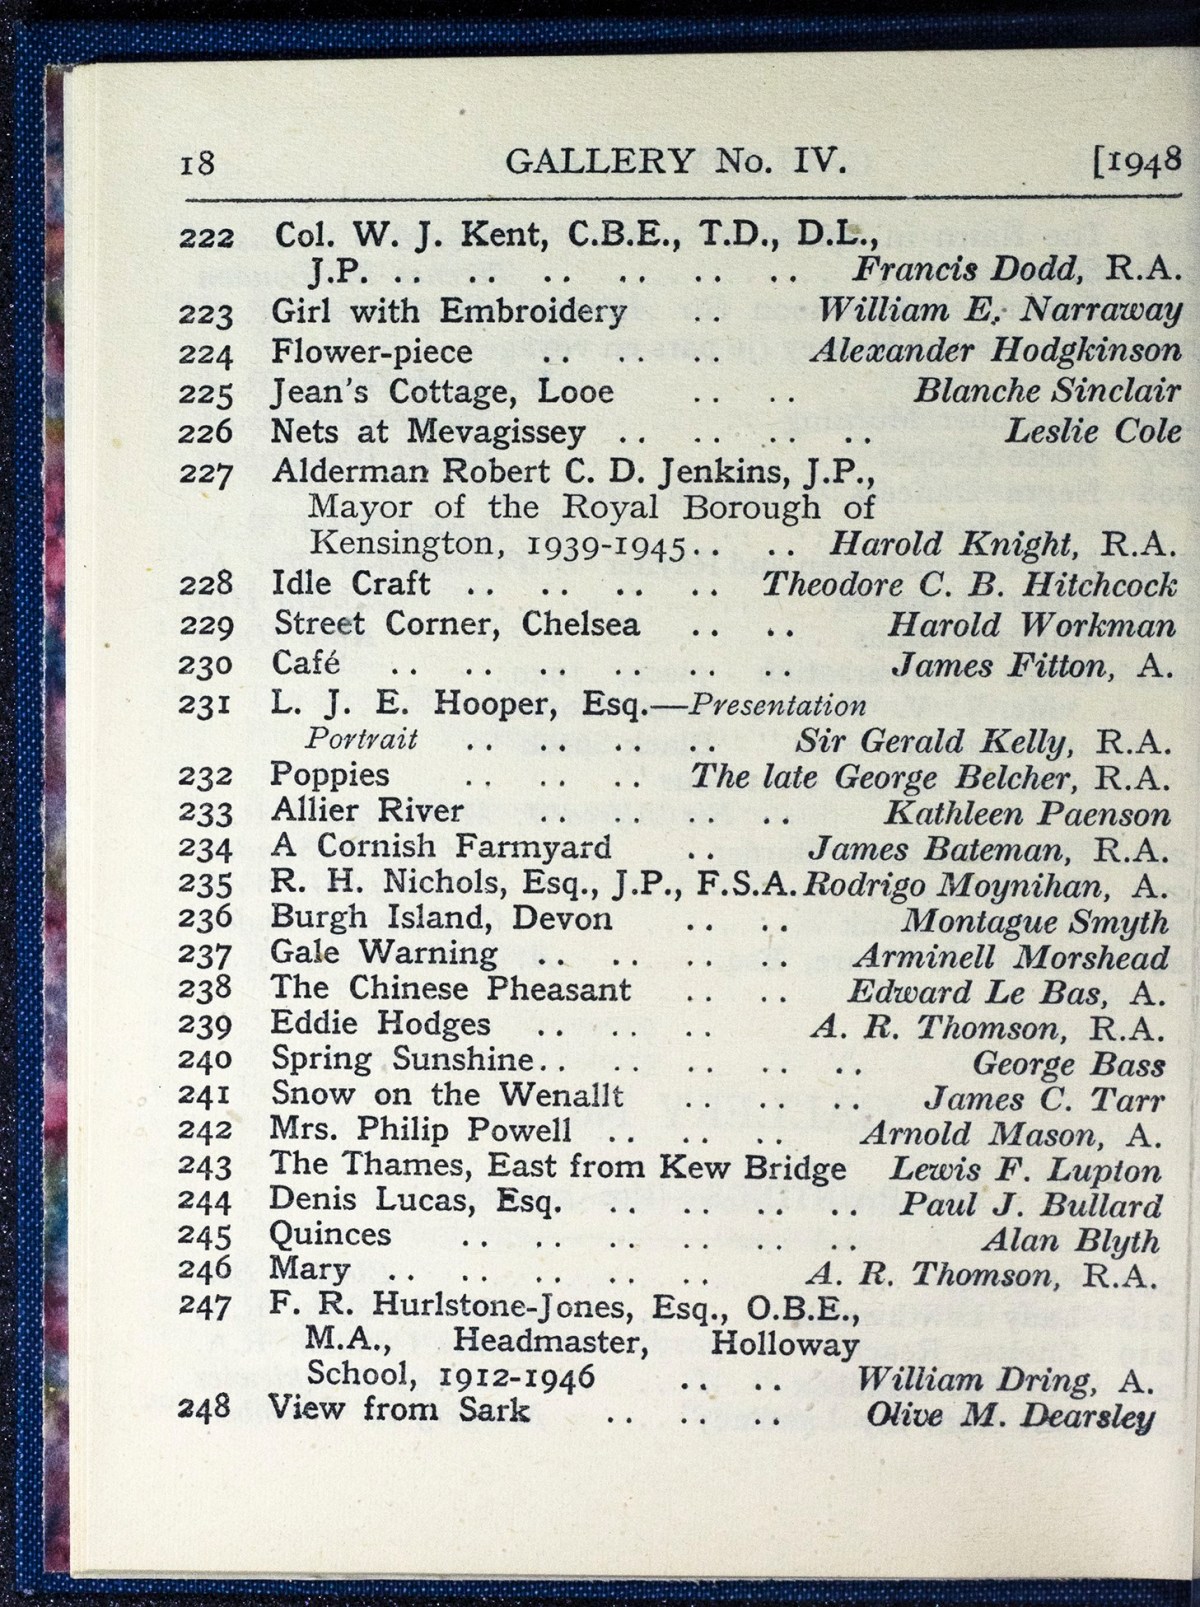 18 GALLERY No. IV. [1948
222 Col. W. J. Kent, C.B.E., T.D., D.L.,
J.P. .. .. .. .. .. .. Francis Dodd, R.A.
223 Girl with Embroidery .. William E. Narraway
224 Flower-piece .. .. .. Alexander Hodgkinson
225 Jean's Cottage, Looe .. .. Blanche Sinclair
226 Nets at Mevagissey .. .. .. .. Leslie Cole
227 Alderman Robert C. D. Jenkins, J.P.,
Mayor of the Royal Borough of
Kensington, 1939-1945.. .. Harold Knight, R.A.
228 Idle Craft .. .. .. .. Theodore C. B. Hitchcock
229 Street Corner, Chelsea .. .. Harold Workman
230 Café .. .. .. .. .. .. James Fitton, A.
231 L. J. E. Hooper, Esq.—Presentation
Portrait .. .. .. .. Sir Gerald Kelly, R.A.
232 Poppies .. .. .. The late George Belcher, R.A.
233 Allier River .. .. .. .. Kathleen Paenson
234 A Cornish Farmyard .. James Bateman, R.A.
235 R. H. Nichols, Esq., J.P., F.S.A. Rodrigo Moynihan, A.
236 Burgh Island, Devon .. .. Montague Smyth
237 Gale Warning .. .. .. .. Arminell Morshead
238 The Chinese Pheasant .. .. Edward Le Bas, A.
239 Eddie Hodges .. .. .. A. R. Thomson, R.A.
240 Spring Sunshine.. .. .. .. .. George Bass
241 Snow on the Wenallt .. .. .. James C. Tarr
242 Mrs. Philip Powell .. .. .. Arnold Mason, A.
243 The Thames, East from Kew Bridge Lewis F. Lupton
244 Denis Lucas, Esq. .. .. .. .. Paul J. Bullard
245 Quinces .. .. .. .. .. .. Alan Blyth
246 Mary .. .. .. .. .. A. R. Thomson, R.A.
247 F. R. Hurlstone-Jones, Esq., O.B.E.,
M.A., Headmaster, Holloway
School, 1912-1946 .. .. William Dring, A.
248 View from Sark .. .. .. Olive M. Dearsley